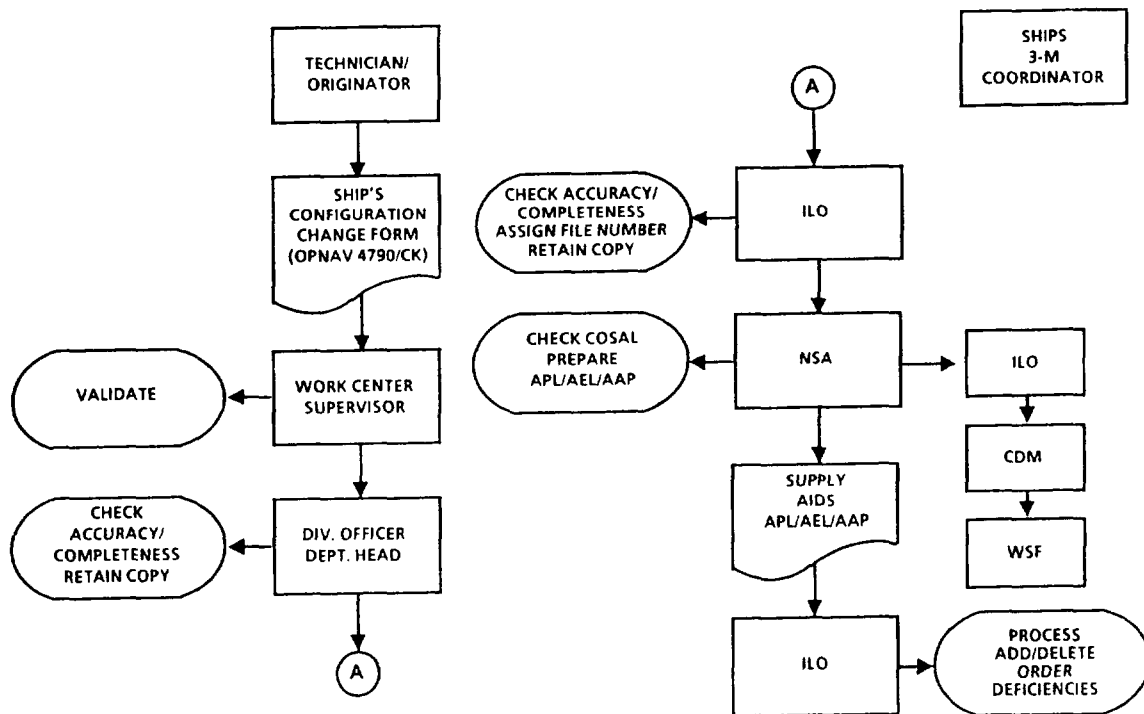 TECHNICIAN/
ORIGINATOR
SHIP'S
CONFIGURATION
CHANGE FORM
(OPNAV 4790/CK)
VALIDATE
WORK CENTER
SUPERVISOR
CHECK
ACCURACY/
COMPLETENESS
RETAIN COPY
DIV. OFFICER
DEPT. HEAD
A
A
SHIPS
3-M
COORDINATOR
CHECK ACCURACY/
COMPLETENESS
ASSIGN FILE NUMBER
RETAIN COPY
ILO
CHECK COSAL
PREPARE
APL/AEL/AAP
NSA
ILO
CDM
WSF
SUPPLY
AIDS
APL/AEL/AAP
ILO
PROCESS
ADD/DELETE
ORDER
DEFICIENCIES